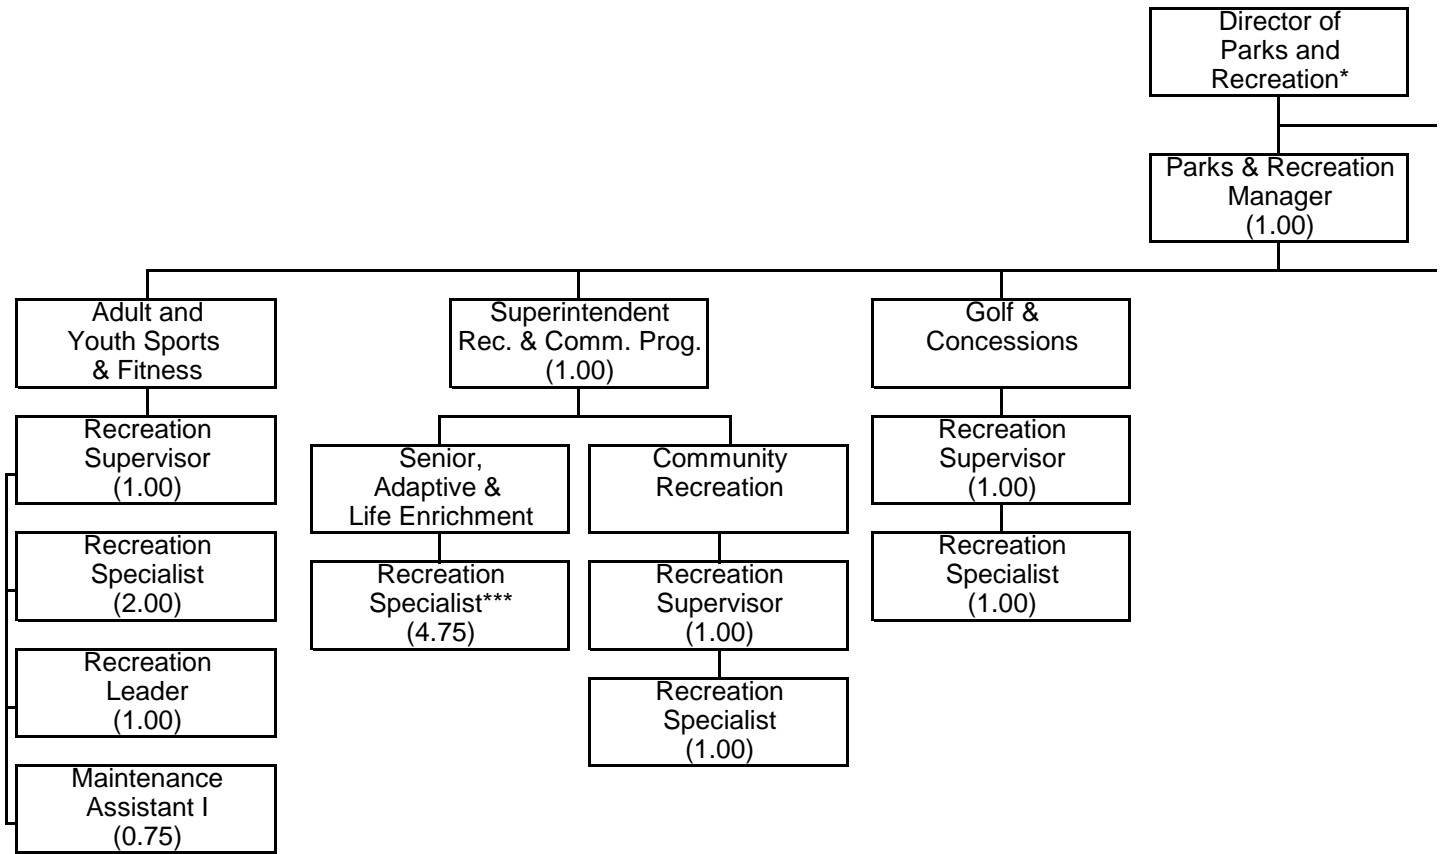 Director of
Parks and
Recreation*
Parks & Recreation
Manager
(1.00)
Adult and
Youth Sports
& Fitness
Recreation
Supervisor
(1.00)
Recreation
Specialist
(2.00)
Recreation
Leader
(1.00)
Maintenance
Assistant I
(0.75)
Superintendent
Rec. & Comm. Prog.
(1.00)
Senior,
Adaptive &
Life Enrichment
Recreation
Specialist***
(4.75)
Community
Recreation
Recreation
Supervisor
(1.00)
Recreation
Specialist
(1.00)
Golf &
Concessions
Recreation
Supervisor
(1.00)
Recreation
Specialist
(1.00)